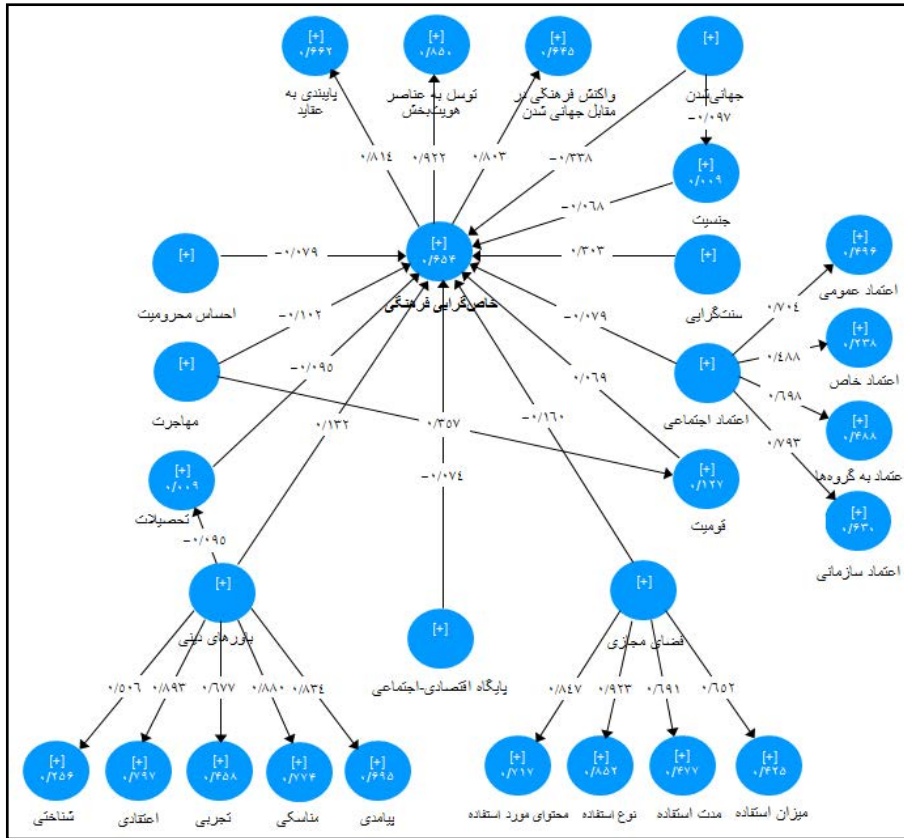 [+]
۰/۶۶۲
پایبندی به
عقاید
[+]
۰/۸۵۰
توسل به عناصر
هویت‌بخش
[+]
۰/۶۴۵
واکنش فرهنگی در
مقابل جهانی شدن
[+]
جهانی‌شدن
۰/۸۱۴
۰/۹۲۲
۰/۸۰۳
−۰/۳۳۸
−۰/۰۹۷
[+]
۰/۰۰۹
جنسیت
−۰/۰۶۸
[+]
احساس محرومیت
−۰/۰۷۹
[+]
۰/۶۵۴
خاص‌گرایی فرهنگی
۰/۳۰۳
[+]
سنت‌گرایی
[+]
۰/۴۹۶
اعتماد عمومی
[+]
مهاجرت
−۰/۱۰۲
−۰/۰۷۹
[+]
اعتماد اجتماعی
۰/۷۰۴
۰/۴۸۸
۰/۶۹۸
۰/۷۹۳
[+]
۰/۲۳۸
اعتماد خاص
[+]
۰/۴۸۸
عتماد به گروه‌ها
[+]
۰/۶۳۰
اعتماد سازمانی
[+]
۰/۰۰۹
تحصیلات
−۰/۰۹۵
۰/۱۳۲
۰/۳۵۷
−۰/۰۷۴
−۰/۱۶۰
۰/۰۶۹
[+]
۰/۱۲۷
قومیت
−۰/۰۹۵
[+]
باورهای دینی
[+]
پایگاه اقتصادی-اجتماعی
[+]
فضای مجازی
۰/۵۰۶
۰/۸۹۳
۰/۶۷۷
۰/۸۸۰
۰/۸۳۴
۰/۸۴۷
۰/۹۲۳
۰/۶۹۱
۰/۶۵۲
[+]
۰/۲۵۶
شناختی
[+]
۰/۷۹۷
اعتقادی
[+]
۰/۴۵۸
تجربی
[+]
۰/۷۷۴
مناسکی
[+]
۰/۶۹۵
پیامدی
[+]
۰/۷۱۷
محتوای مورد استفاده
[+]
۰/۸۵۲
نوع استفاده
[+]
۰/۴۷۷
مدت استفاده
[+]
۰/۴۲۵
میزان استفاده